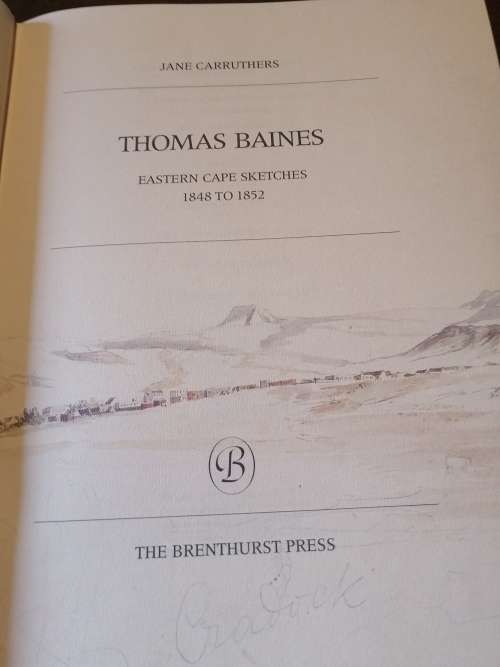 JANE CARRUTHERS
THOMAS BAINES
EASTERN CAPE SKETCHES
1848 TO 1852
B
THE BRENTHURST PRESS
Cradock